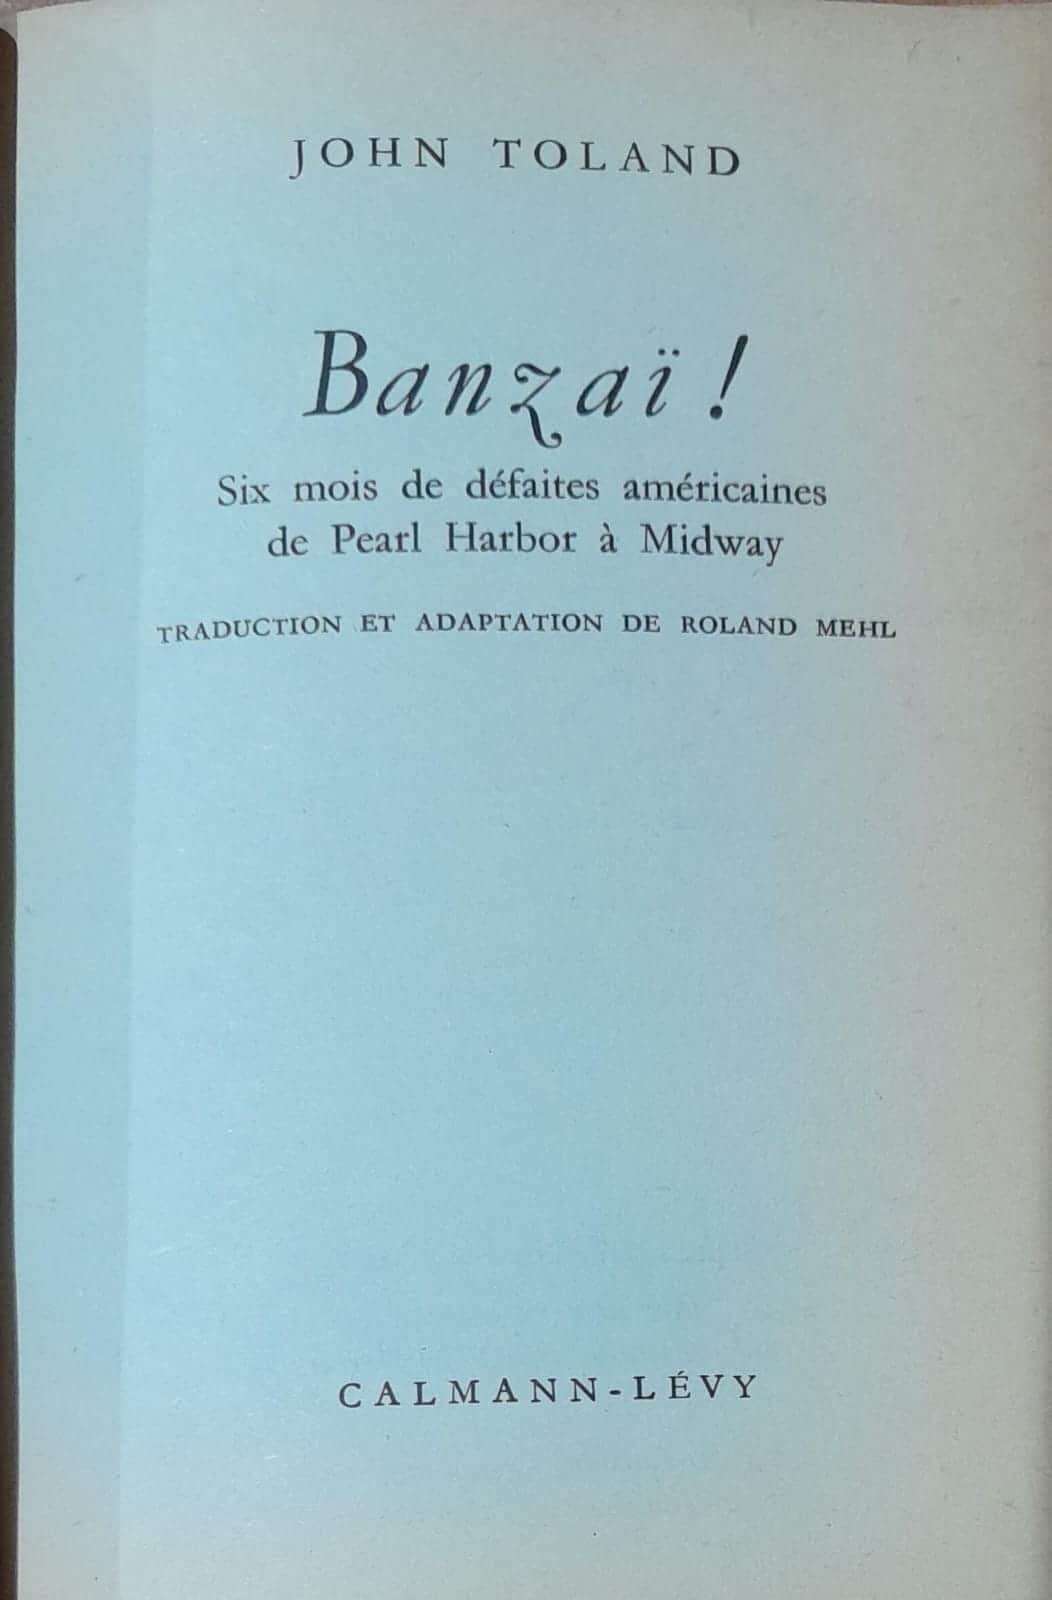 JOHN TOLAND
Banzaï !
Six mois de défaites américaines
de Pearl Harbor à Midway
TRADUCTION ET ADAPTATION DE ROLAND MEHL
CALMANN-LÉVY